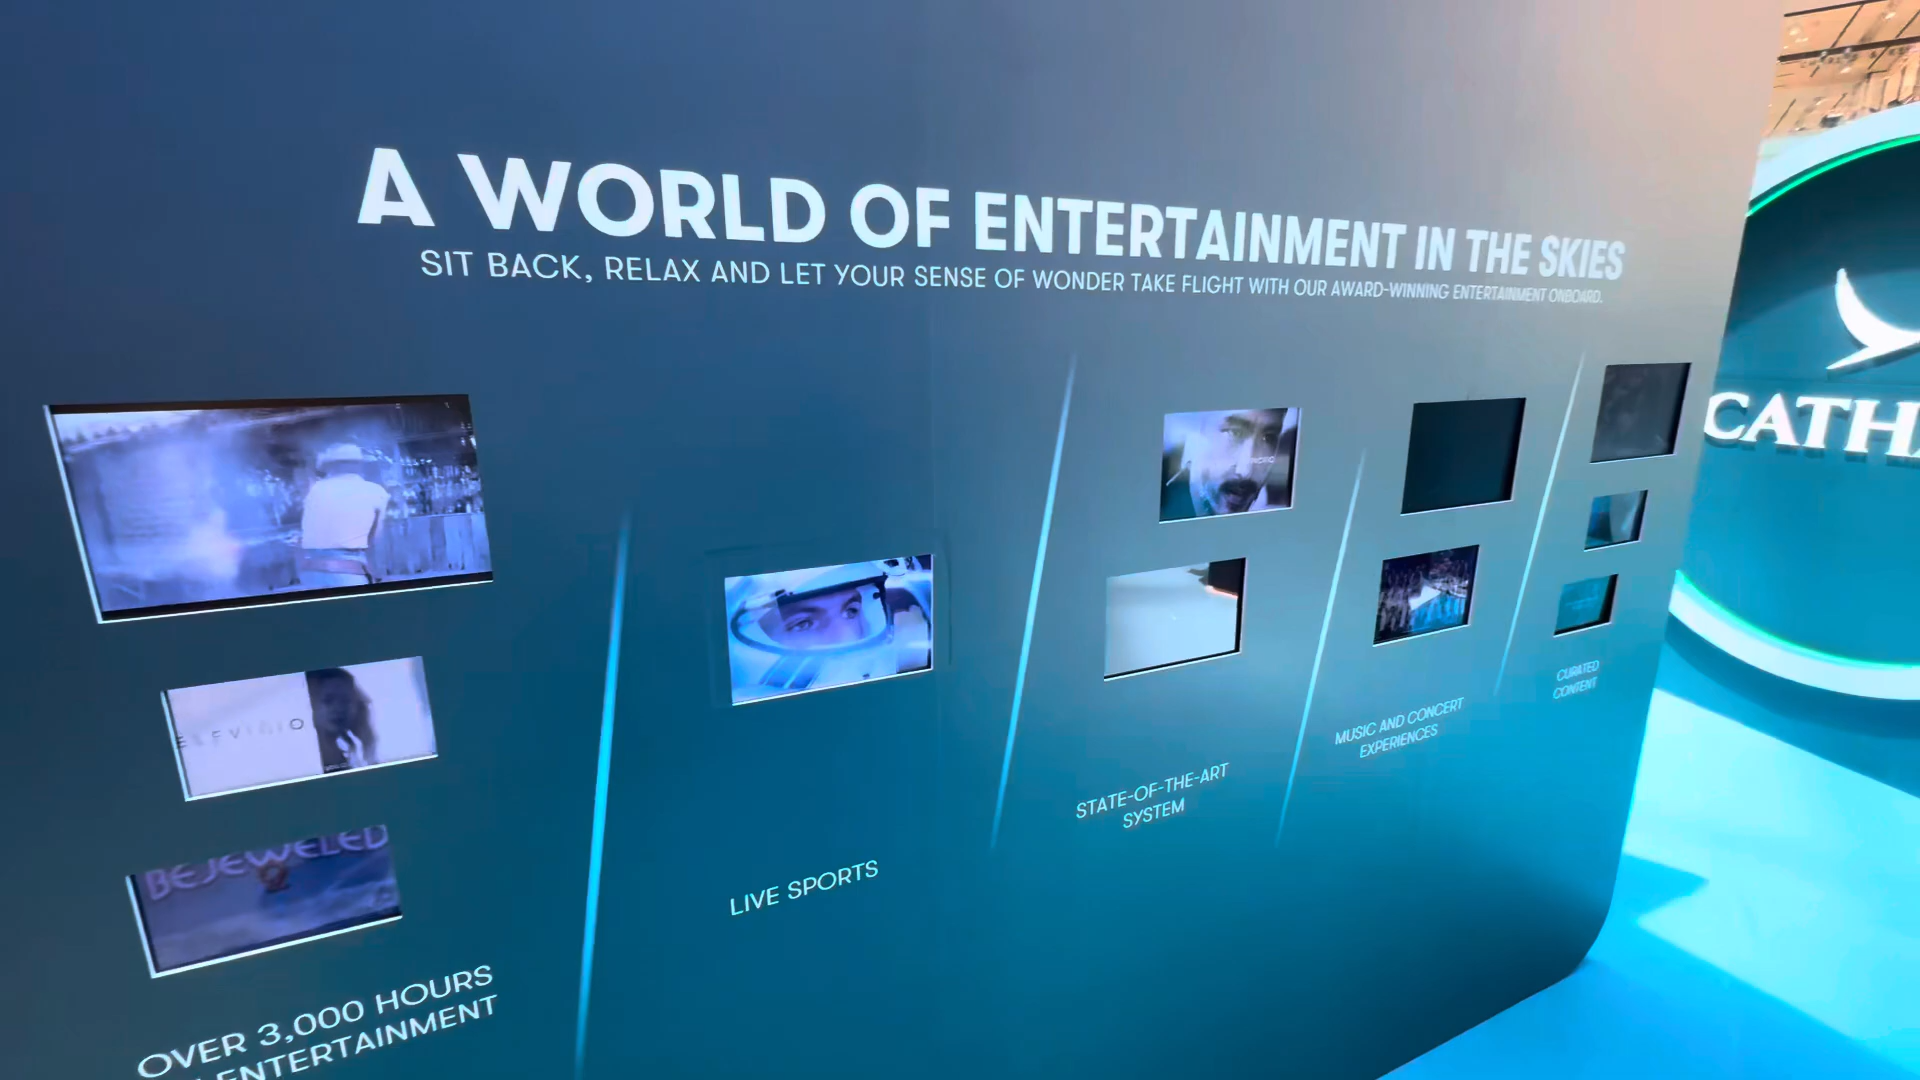 A WORLD OF ENTERTAINMENT IN THE SKIES
SIT BACK, RELAX AND LET YOUR SENSE OF WONDER TAKE FLIGHT WITH OUR AWARD-WINNING ENTERTAINMENT ONBOARD.
BEJEWELED
2
OVER 3,000 HOURS
ENTERTAINMENT
LIVE SPORTS
STATE-OF-THE-ART
SYSTEM
MUSIC AND CONCERT
EXPERIENCES
CURATED
CONTENT
CATH